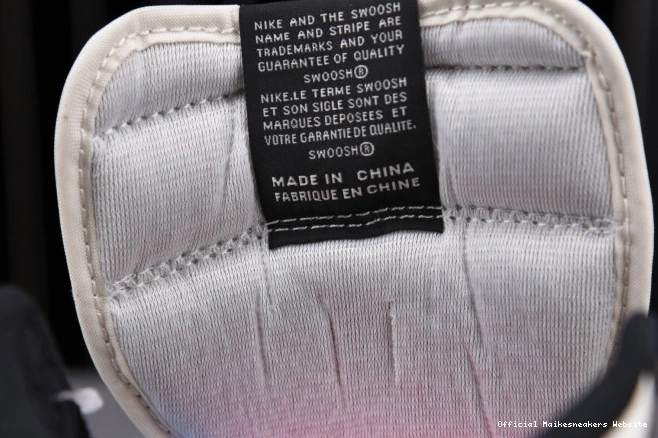 NIKE AND THE SWOOSH
NAME AND STRIPE ARE
TRADEMARKS AND YOUR
GUARANTEE OF QUALITY
SWOOSH®
NIKE.LE TERME SWOOSH
ET SON SIGLE SONT DES
MARQUES DEPOSEES ET
VOTRE GARANTIE DE QUALITE.
SWOOSH®
MADE IN CHINA
FABRIQUE EN CHINE
Official Maikesneakers Website